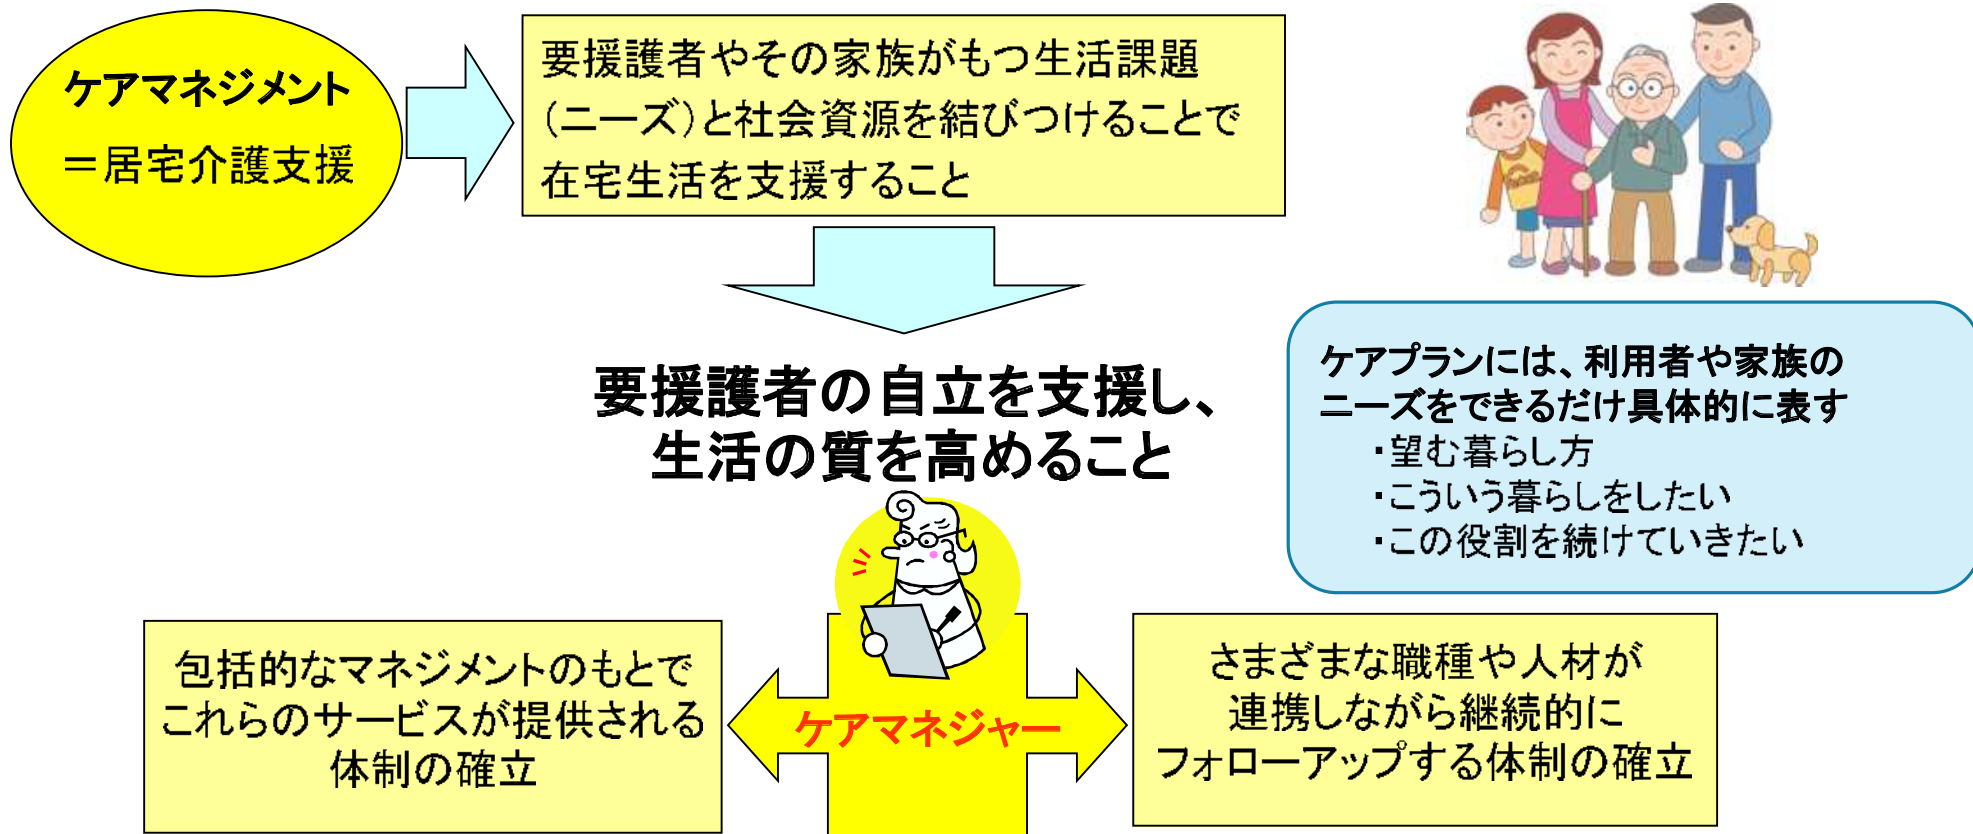 ケアマネジメント
＝居宅介護支援
要援護者やその家族がもつ生活課題
(ニーズ)と社会資源を結びつけることで
在宅生活を支援すること
要援護者の自立を支援し、
生活の質を高めること
ケアプランには、利用者や家族の
ニーズをできるだけ具体的に表す
・望む暮らし方
・こういう暮らしをしたい
・この役割を続けていきたい
包括的なマネジメントのもとで
これらのサービスが提供される
体制の確立
ケアマネジャー
さまざまな職種や人材が
連携しながら継続的に
フォローアップする体制の確立